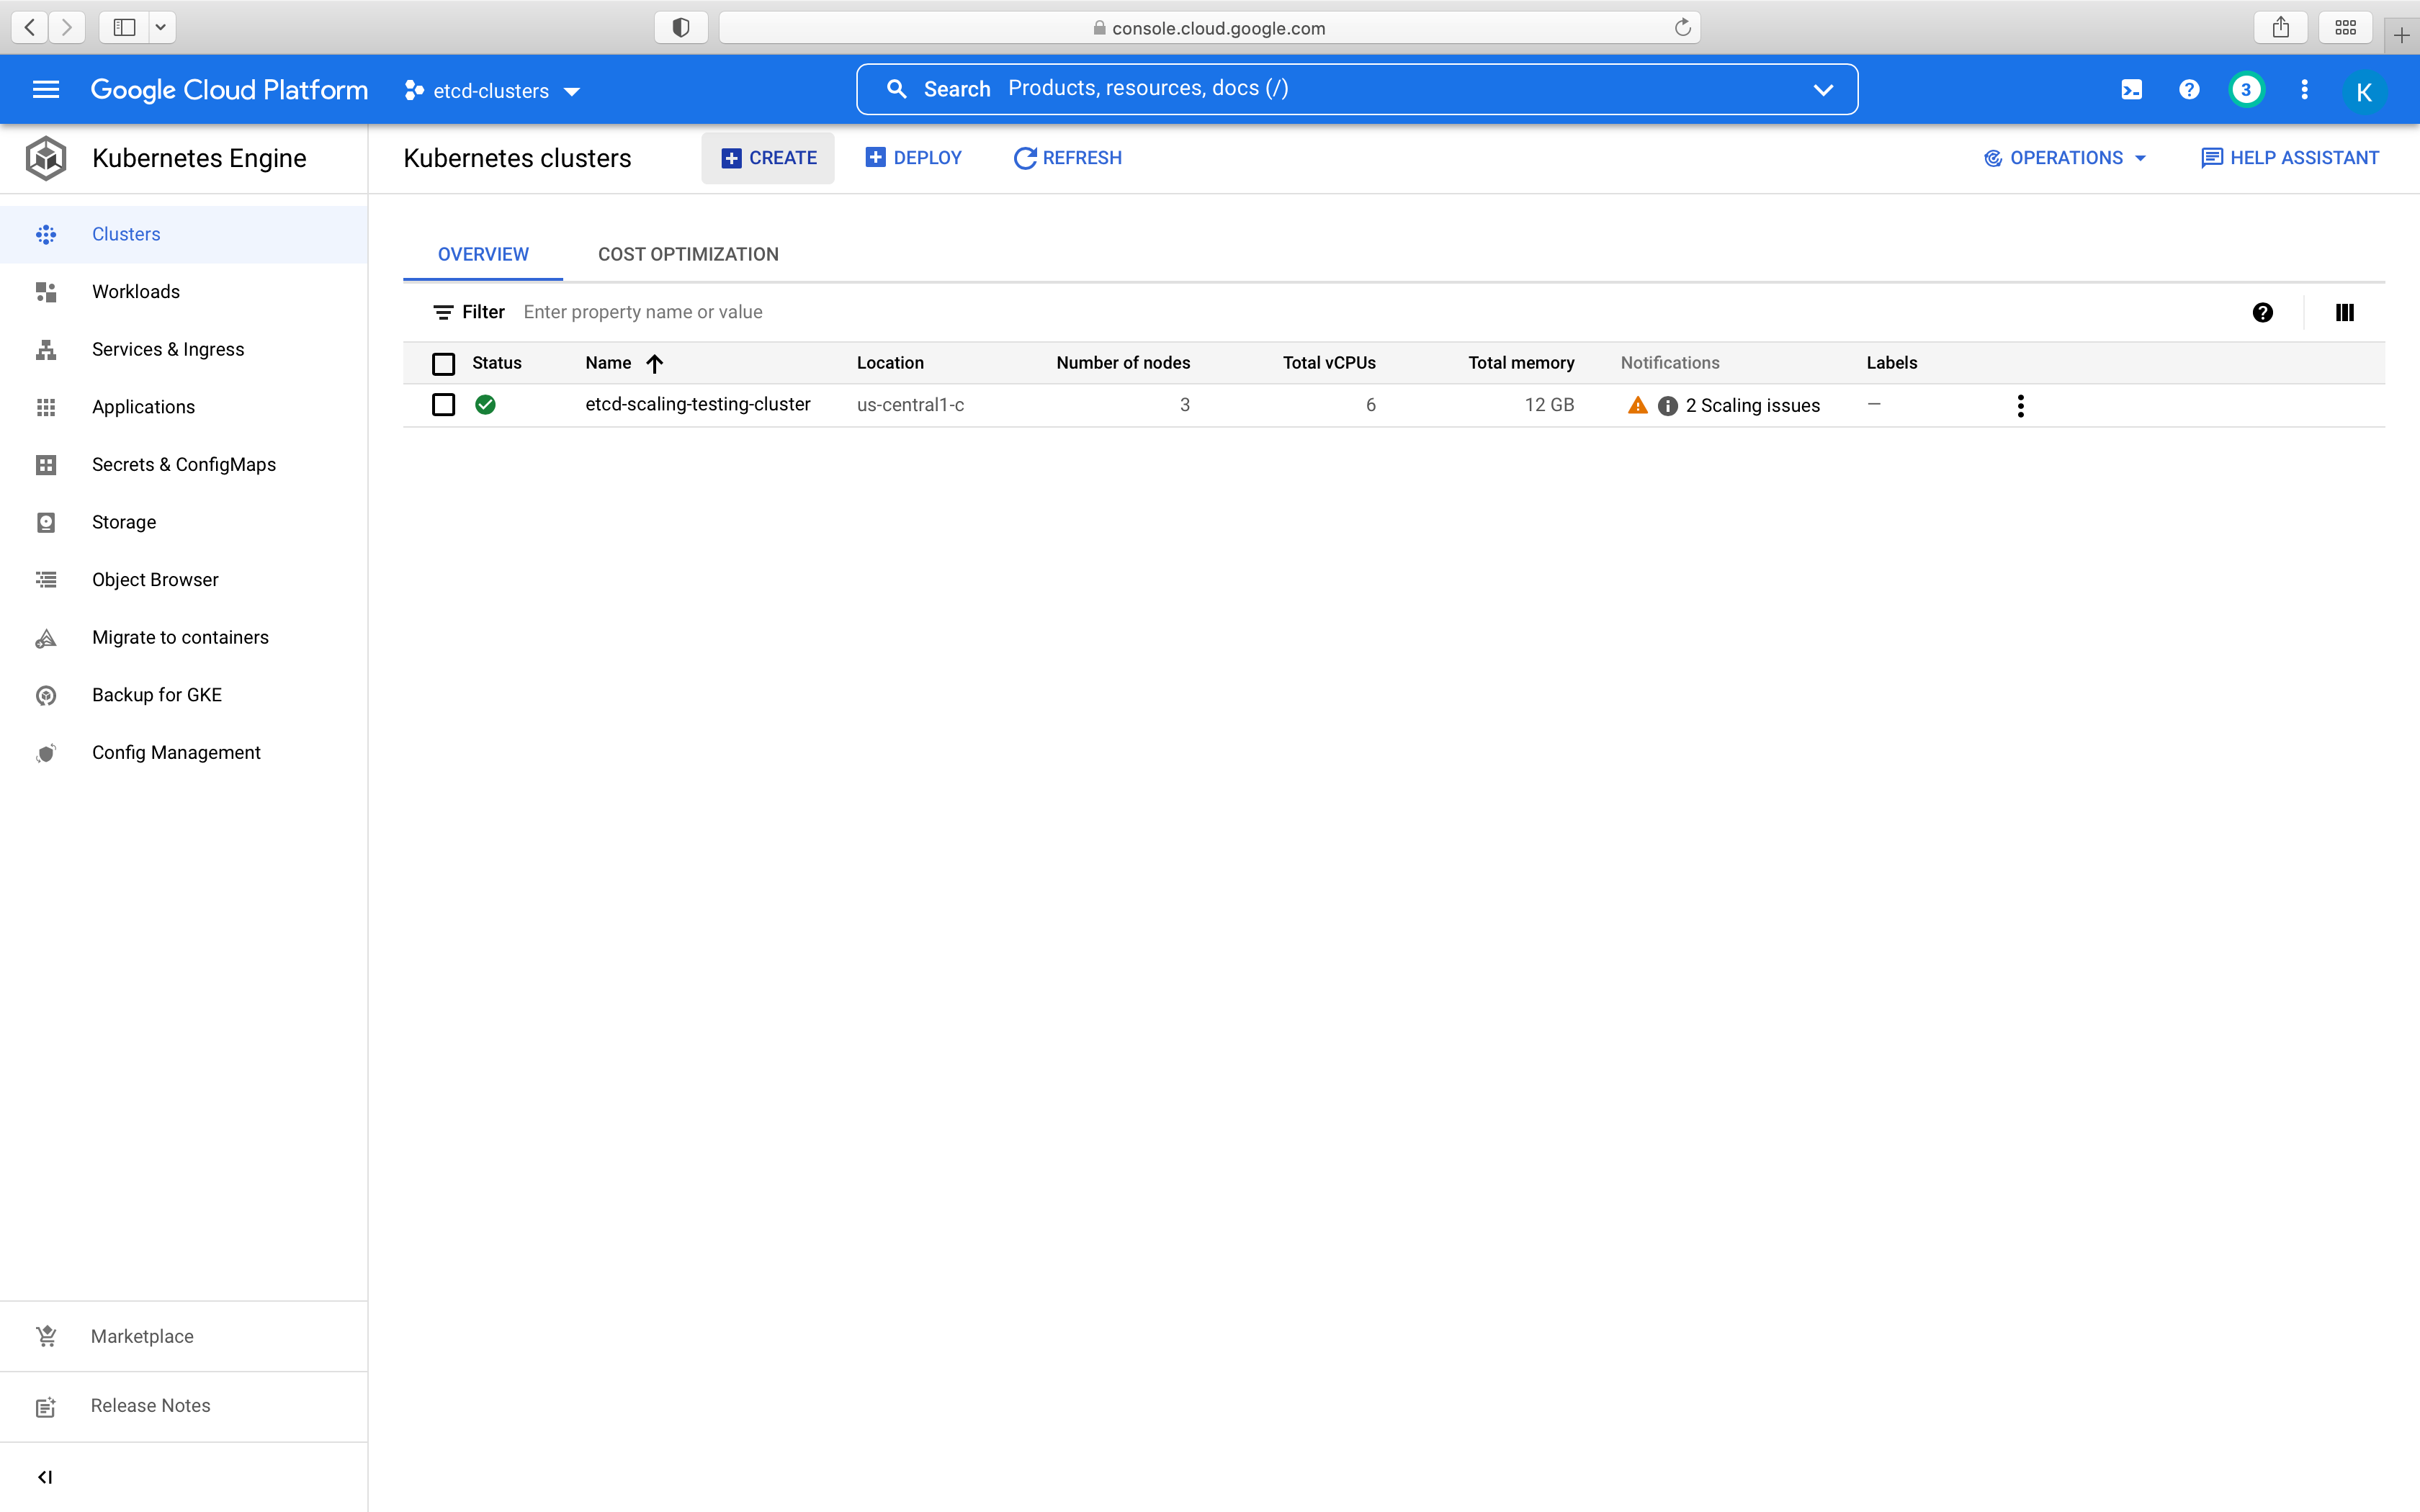 console.cloud.google.com
Google Cloud Platform
etcd-clusters
Search Products, resources, docs (/)
3
K
Kubernetes Engine
Kubernetes clusters
CREATE
DEPLOY
REFRESH
OPERATIONS
HELP ASSISTANT
Clusters
Workloads
Services & Ingress
Applications
Secrets & ConfigMaps
Storage
Object Browser
Migrate to containers
Backup for GKE
Config Management
OVERVIEW
COST OPTIMIZATION
Filter Enter property name or value
Status Name Location Number of nodes Total vCPUs Total memory Notifications Labels
etcd-scaling-testing-cluster us-central1-c 3 6 12 GB 2 Scaling issues —
Marketplace
Release Notes